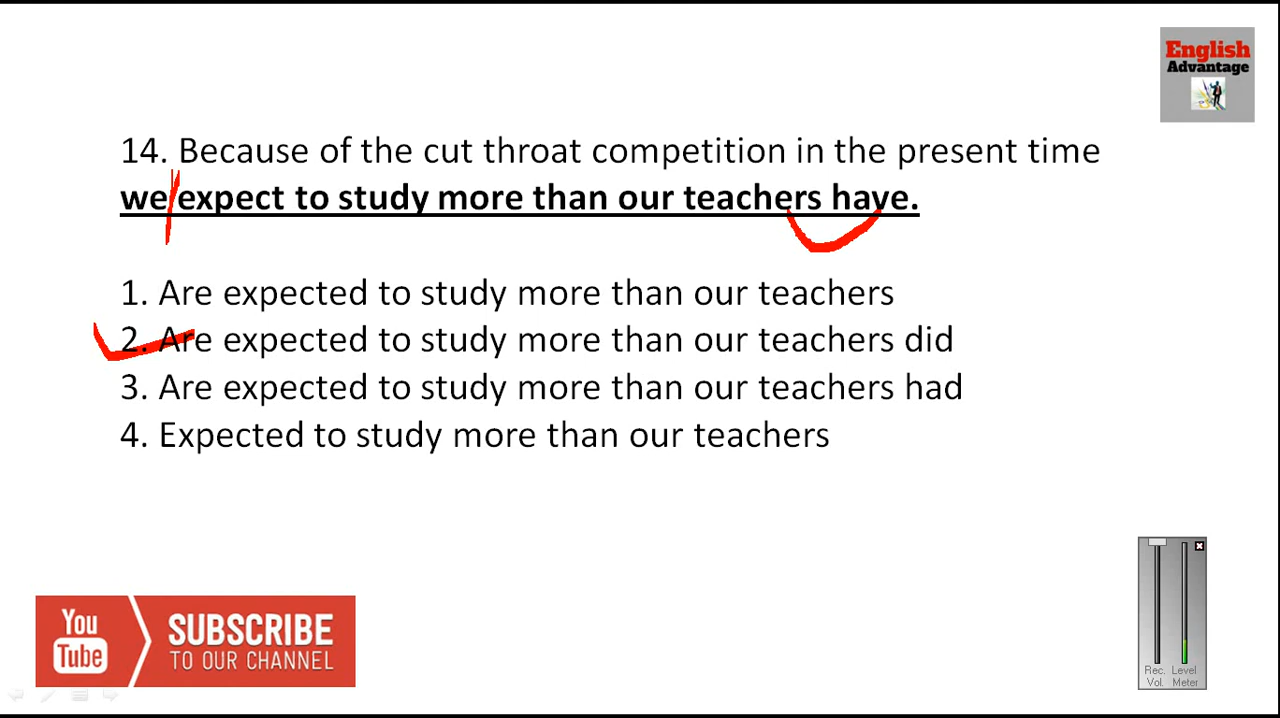 English
Advantage
14. Because of the cut throat competition in the present time
we expect to study more than our teachers have.
1. Are expected to study more than our teachers
2. Are expected to study more than our teachers did
3. Are expected to study more than our teachers had
4. Expected to study more than our teachers
You
Tube
SUBSCRIBE
TO OUR CHANNEL
Rec. Level
Vol. Meter